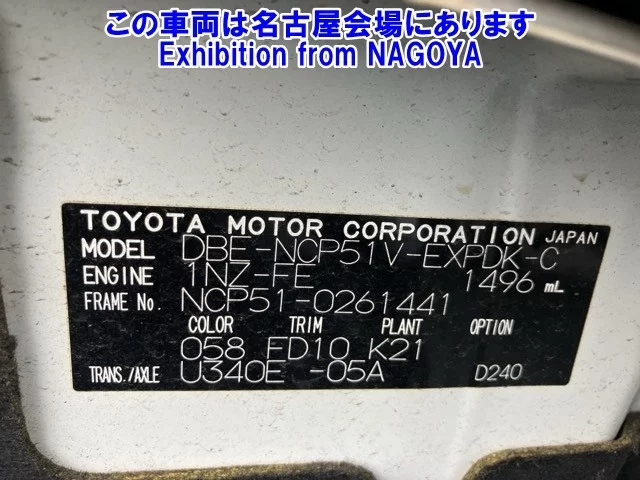 この車両は名古屋会場にあります
Exhibition from NAGOYA
TOYOTA MOTOR CORPORATION JAPAN
MODEL DBE-NCP51V-EXPDK-C
ENGINE 1NZ-FE 1496 mL
FRAME No. NCP51-0261441
COLOR TRIM PLANT OPTION
058 FD10 K21
TRANS./AXLE U340E -05A D240